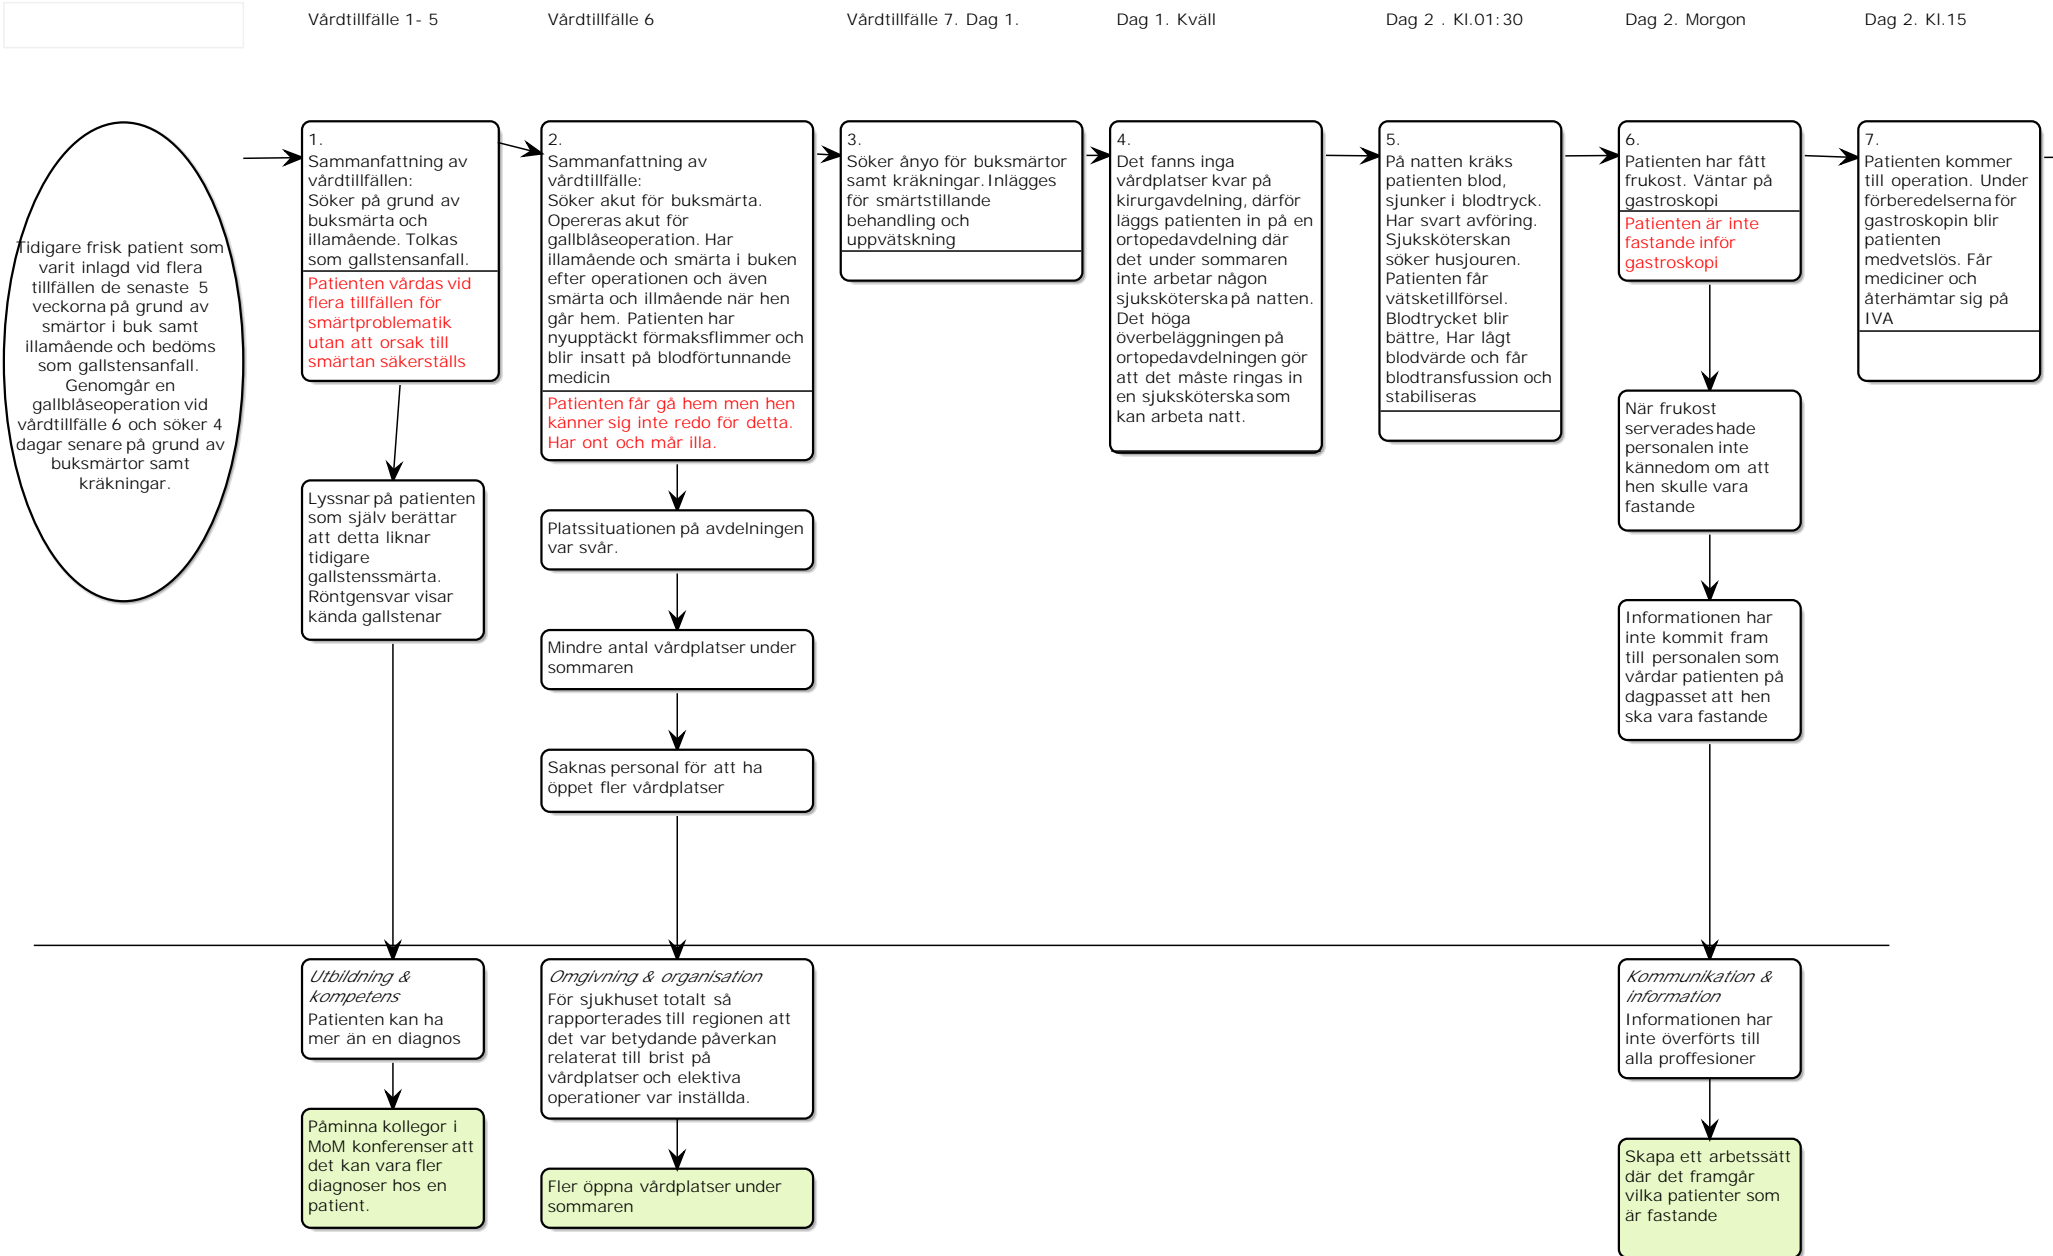 Vårdtillfälle 1- 5
Vårdtillfälle 6
Vårdtillfälle 7. Dag 1.
Dag 1. Kväll
Dag 2 . Kl.01:30
Dag 2. Morgon
Dag 2. Kl.15
Tidigare frisk patient som
varit inlagd vid flera
tillfällen de senaste 5
veckorna på grund av
smärtor i buk samt
illamående och bedöms
som gallstensanfall.
Genomgår en
gallblåseoperation vid
vårdtillfälle 6 och söker 4
dagar senare på grund av
buksmärtor samt
kräkningar.
1.
Sammanfattning av
vårdtillfällen:
Söker på grund av
buksmärta och
illamående. Tolkas
som gallstensanfall.
Patienten vårdas vid
flera tillfällen för
smärtproblematik
utan att orsak till
smärtan säkerställs
2.
Sammanfattning av
vårdtillfälle:
Söker akut för buksmärta.
Opereras akut för
gallblåseoperation. Har
illamående och smärta i buken
efter operationen och även
smärta och illmående när hen
går hem. Patienten har
nyupptäckt förmaksflimmer och
blir insatt på blodförtunnande
medicin
Patienten får gå hem men hen
känner sig inte redo för detta.
Har ont och mår illa.
3.
Söker ånyo för buksmärtor
samt kräkningar. Inlägges
för smärtstillande
behandling och
uppvätskning
4.
Det fanns inga
vårdplatser kvar på
kirurgavdelning, därför
läggs patienten in på en
ortopedavdelning där
det under sommaren
inte arbetar någon
sjuksköterska på natten.
Det höga
överbeläggningen på
ortopedavdelningen gör
att det måste ringas in
en sjuksköterska som
kan arbeta natt.
5.
På natten kräks
patienten blod,
sjunker i blodtryck.
Har svart avföring.
Sjuksköterskan
söker husjouren.
Patienten får
vätsketillförsel.
Blodtrycket blir
bättre, Har lågt
blodvärde och får
blodtransfussion och
stabiliseras
6.
Patienten har fått
frukost. Väntar på
gastroskopi
Patienten är inte
fastande inför
gastroskopi
7.
Patienten kommer
till operation. Under
förberedelserna för
gastroskopin blir
patienten
medvetslös. Får
mediciner och
återhämtar sig på
IVA
Lyssnar på patienten
som själv berättar
att detta liknar
tidigare
gallstenssmärta.
Röntgensvar visar
kända gallstenar
Platssituationen på avdelningen
var svår.
Mindre antal vårdplatser under
sommaren
Saknas personal för att ha
öppet fler vårdplatser
När frukost
serverades hade
personalen inte
kännedom om att
hen skulle vara
fastande
Informationen har
inte kommit fram
till personalen som
vårdar patienten på
dagpasset att hen
ska vara fastande
Utbildning &
kompetens
Patienten kan ha
mer än en diagnos
Omgivning & organisation
För sjukhuset totalt så
rapporterades till regionen att
det var betydande påverkan
relaterat till brist på
vårdplatser och elektiva
operationer var inställda.
Kommunikation &
information
Informationen har
inte överförts till
alla proffesioner
Påminna kollegor i
MoM konferenser att
det kan vara fler
diagnoser hos en
patient.
Fler öppna vårdplatser under
sommaren
Skapa ett arbetssätt
där det framgår
vilka patienter som
är fastande